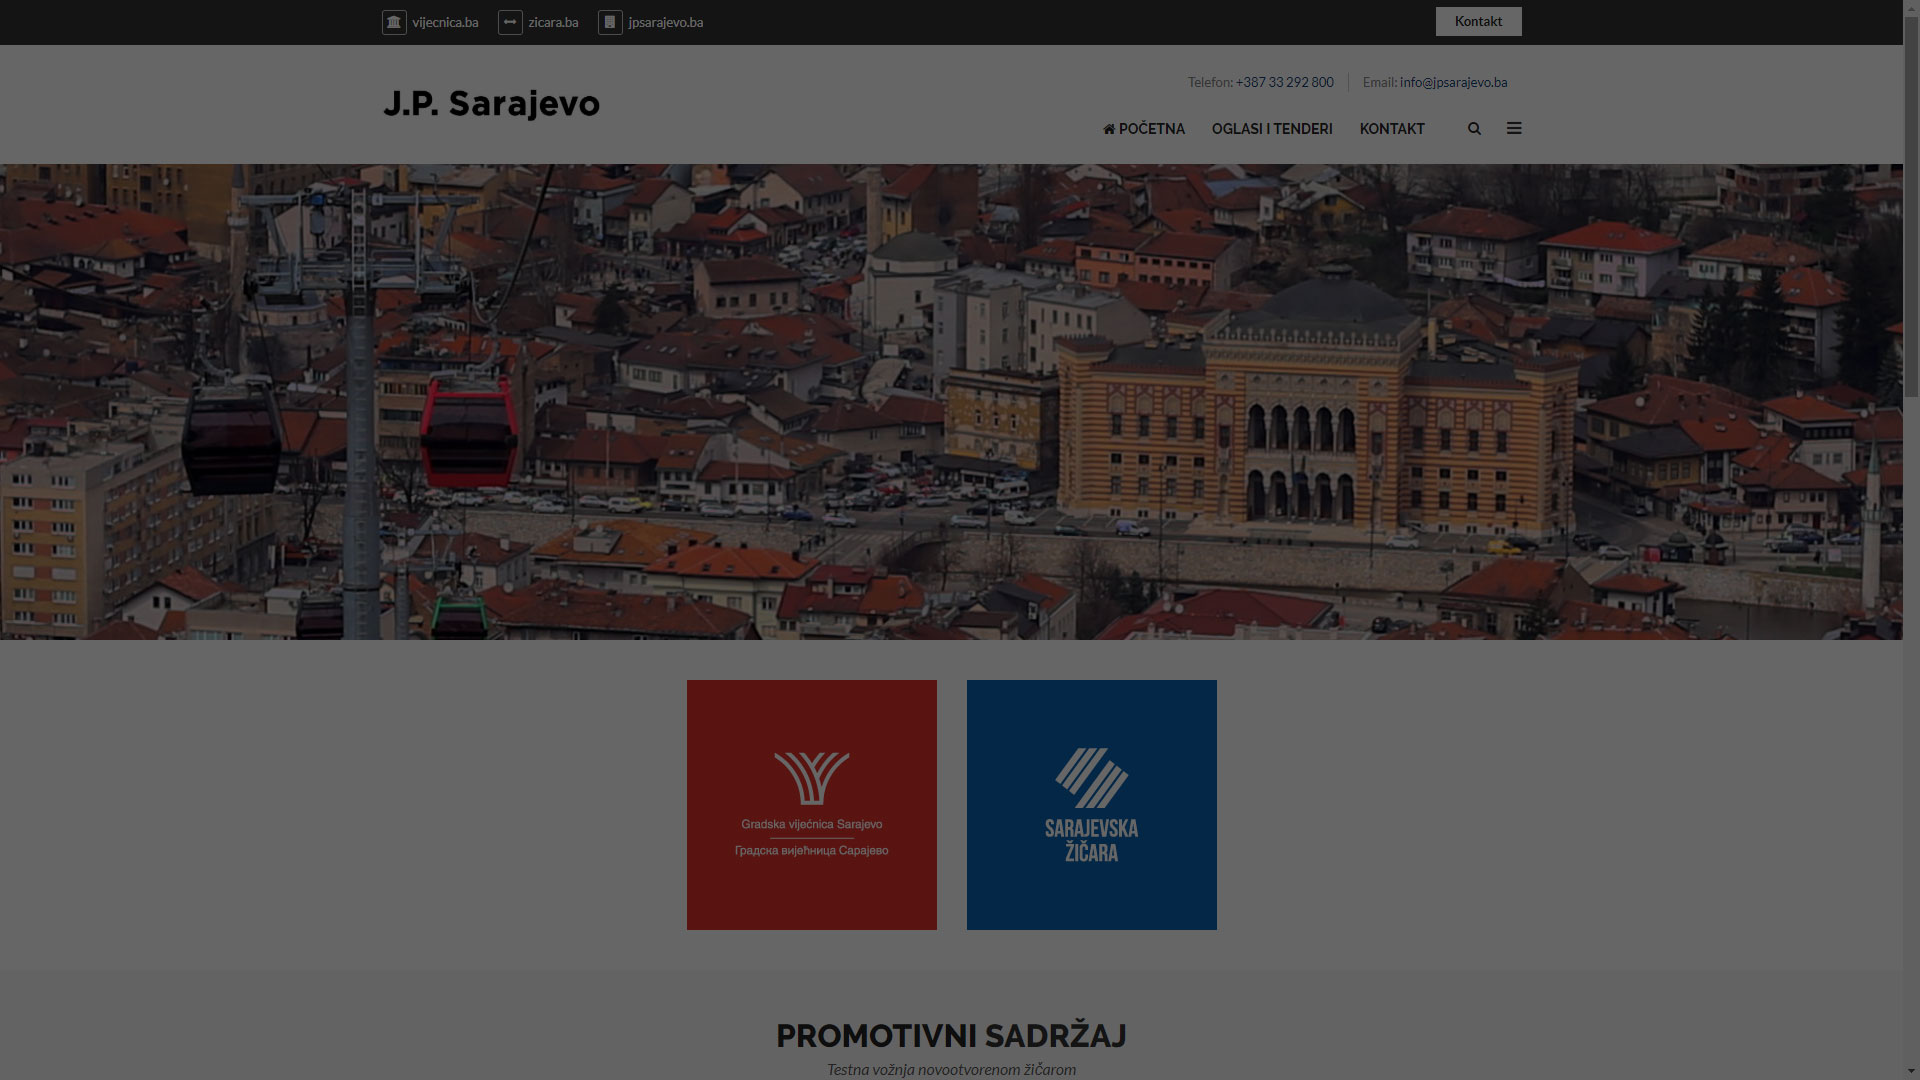 vijecnica.ba
zicara.ba
jpsarajevo.ba
Kontakt
Telefon: +387 33 292 800
Email: info@jpsarajevo.ba
J.P. Sarajevo
POČETNA
OGLASI I TENDERI
KONTAKT
Gradska vijećnica Sarajevo
Градска вијећница Сарајево
SARAJEVSKA
ŽIČARA
PROMOTIVNI SADRŽAJ
Testna vožnja novootvorenom žičarom